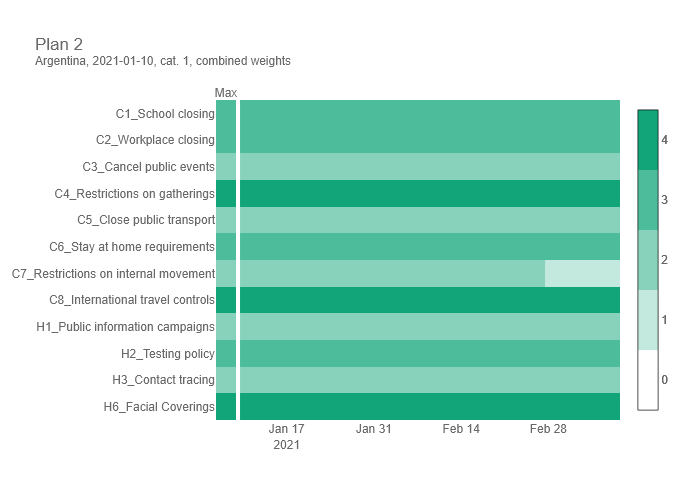 Plan 2
Argentina, 2021-01-10, cat. 1, combined weights
Max
C1_School closing
C2_Workplace closing
C3_Cancel public events
C4_Restrictions on gatherings
C5_Close public transport
C6_Stay at home requirements
C7_Restrictions on internal movement
C8_International travel controls
H1_Public information campaigns
H2_Testing policy
H3_Contact tracing
H6_Facial Coverings
Jan 17 Jan 31 Feb 14 Feb 28
2021
4
3
2
1
0